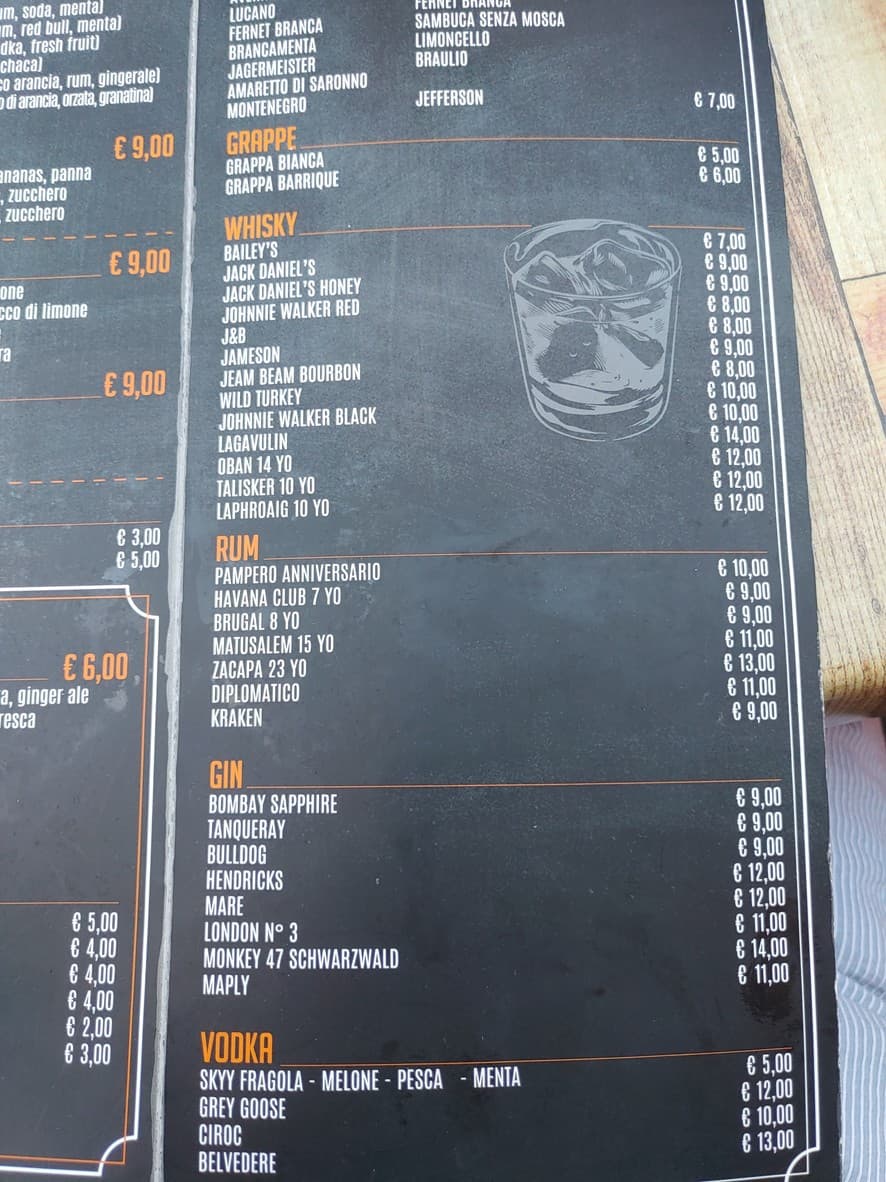 um, soda, menta)
m, red bull, menta)
dka, fresh fruit)
chaca)
co arancia, rum, gingerale)
o di arancia, orzata, granatina)
€ 9,00
ananas, panna
, zucchero
, zucchero
€ 9,00
one
cco di limone
ra
€ 9,00
€ 3,00
€ 5,00
€ 6,00
a, ginger ale
resca
€ 5,00
€ 4,00
€ 4,00
€ 4,00
€ 2,00
€ 3,00
LUCANO
FERNET BRANCA
BRANCAMENTA
JAGERMEISTER
AMARETTO DI SARONNO
MONTENEGRO
FERNET BRANCA
SAMBUCA SENZA MOSCA
LIMONCELLO
BRAULIO
JEFFERSON € 7,00
GRAPPE
GRAPPA BIANCA € 5,00
GRAPPA BARRIQUE € 6,00
WHISKY
BAILEY'S € 7,00
JACK DANIEL'S € 9,00
JACK DANIEL'S HONEY € 9,00
JOHNNIE WALKER RED € 8,00
J&B € 8,00
JAMESON € 9,00
JEAM BEAM BOURBON € 8,00
WILD TURKEY € 10,00
JOHNNIE WALKER BLACK € 10,00
LAGAVULIN € 14,00
OBAN 14 YO € 12,00
TALISKER 10 YO € 12,00
LAPHROAIG 10 YO € 12,00
RUM
PAMPERO ANNIVERSARIO € 10,00
HAVANA CLUB 7 YO € 9,00
BRUGAL 8 YO € 9,00
MATUSALEM 15 YO € 11,00
ZACAPA 23 YO € 13,00
DIPLOMATICO € 11,00
KRAKEN € 9,00
GIN
BOMBAY SAPPHIRE € 9,00
TANQUERAY € 9,00
BULLDOG € 9,00
HENDRICKS € 12,00
MARE € 12,00
LONDON N° 3 € 11,00
MONKEY 47 SCHWARZWALD € 14,00
MAPLY € 11,00
VODKA
SKYY FRAGOLA - MELONE - PESCA - MENTA € 5,00
GREY GOOSE € 12,00
CIROC € 10,00
BELVEDERE € 13,00